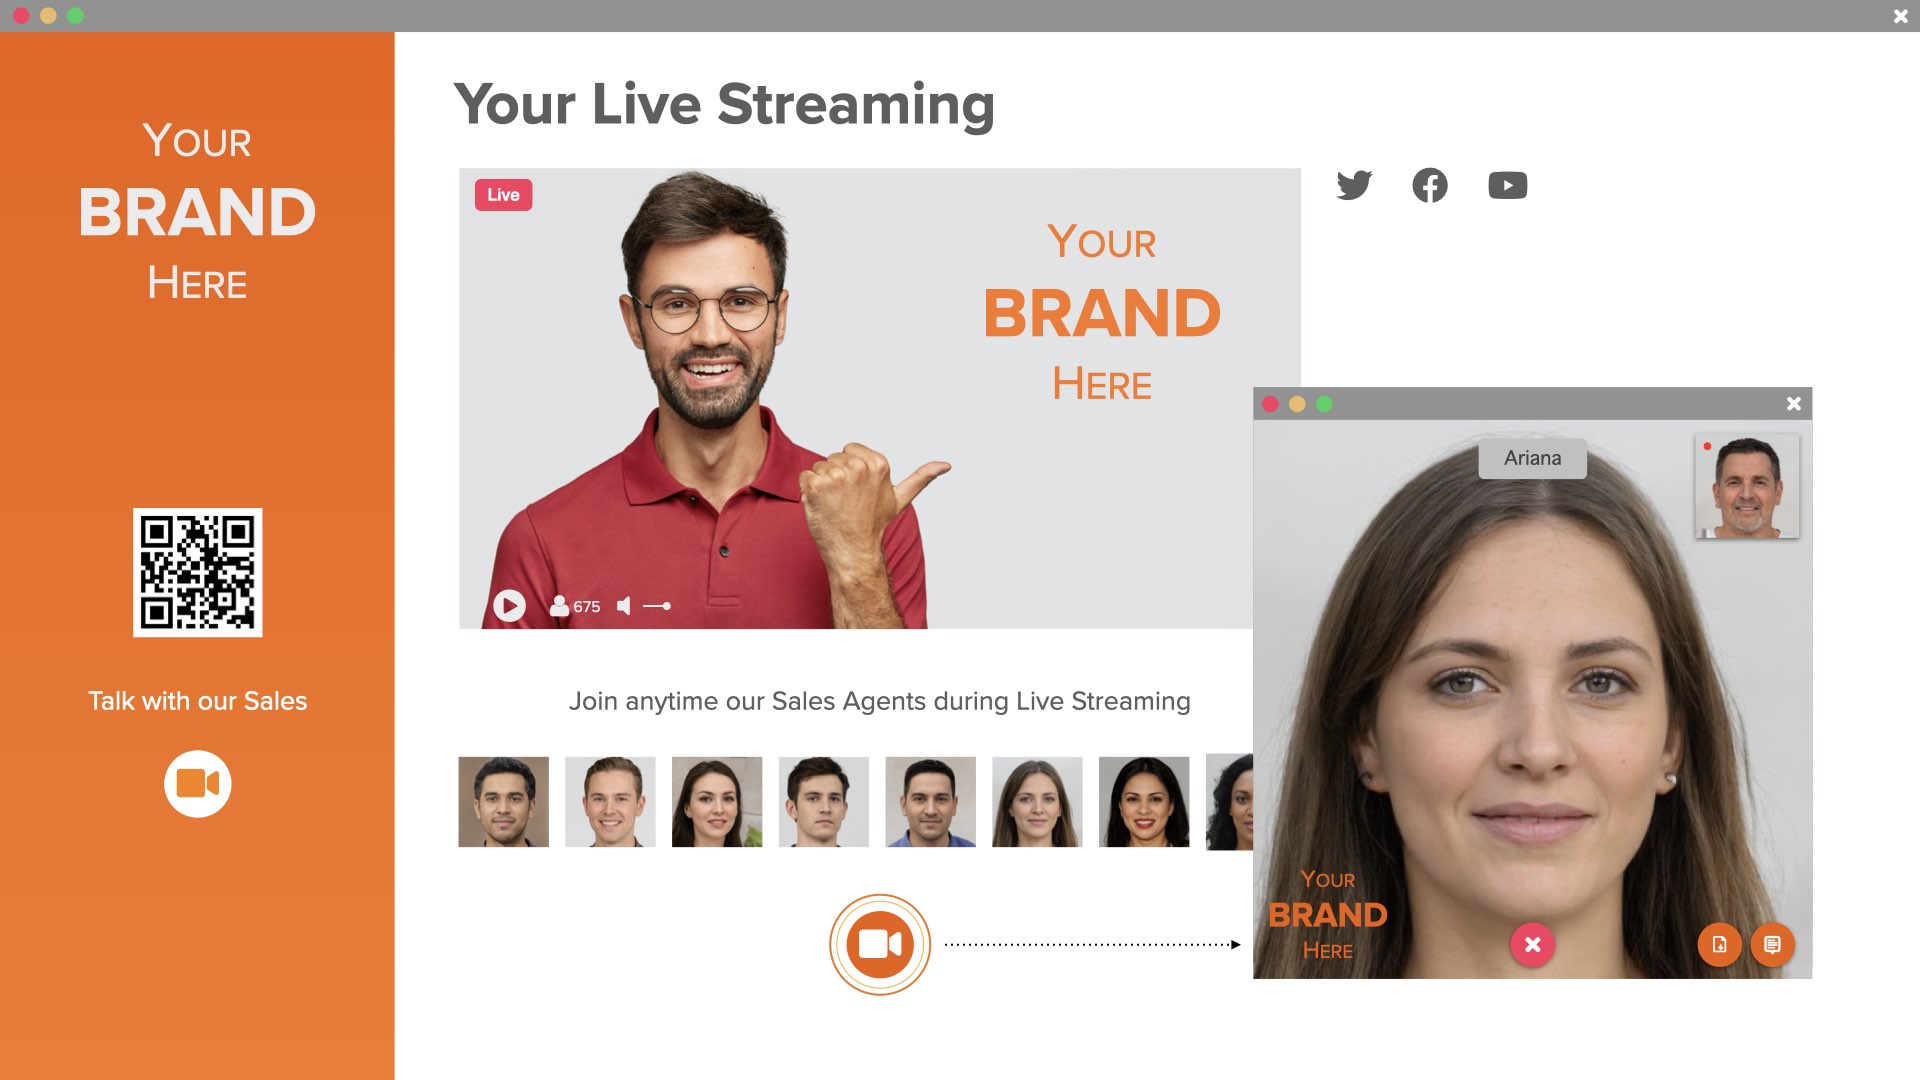 Your Live Streaming
YOUR
BRAND
HERE
Live
YOUR
BRAND
HERE
675
Ariana
Talk with our Sales
Join anytime our Sales Agents during Live Streaming
YOUR
BRAND
HERE